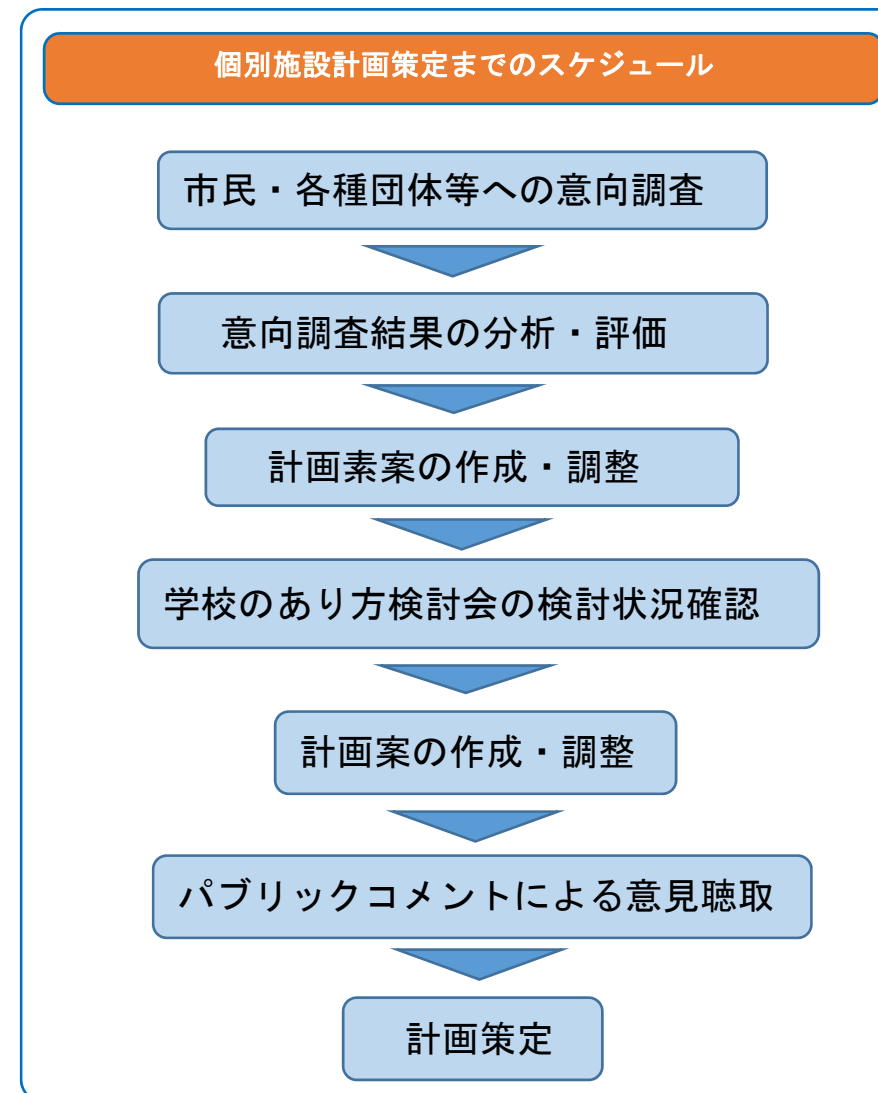 個別施設計画策定までのスケジュール
市民・各種団体等への意向調査
意向調査結果の分析・評価
計画素案の作成・調整
学校のあり方検討会の検討状況確認
計画案の作成・調整
パブリックコメントによる意見聴取
計画策定